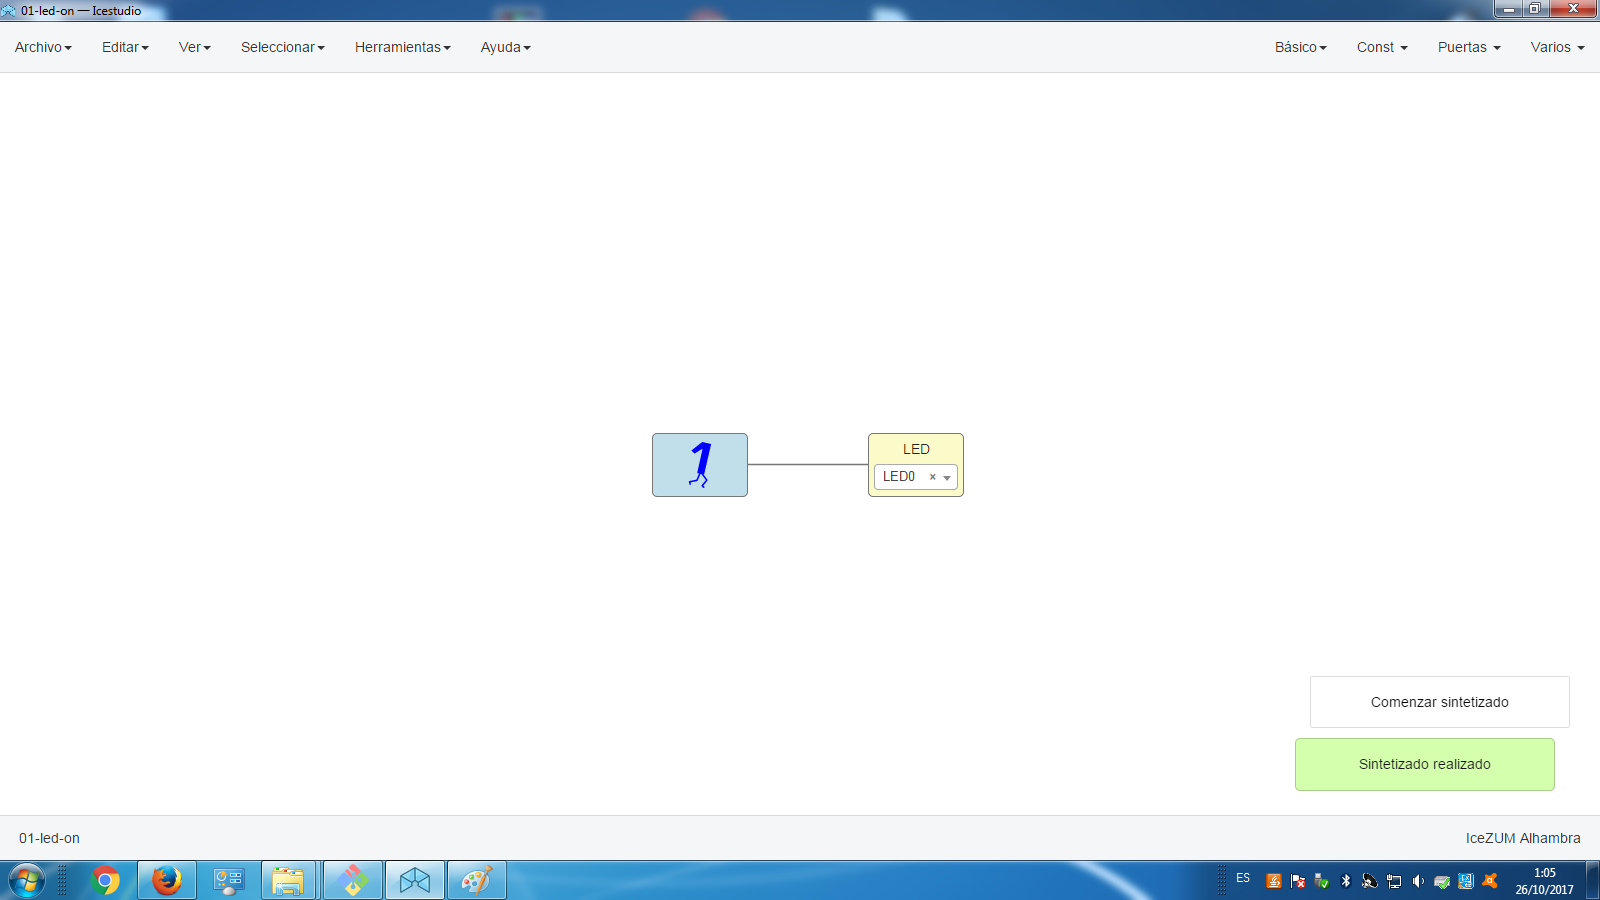 01-led-on — Icestudio
Archivo Editar Ver Seleccionar Herramientas Ayuda Básico Const Puertas Varios
1
LED
LED0 ×
Comenzar sintetizado
Sintetizado realizado
01-led-on IceZUM Alhambra
ES
1:05
26/10/2017